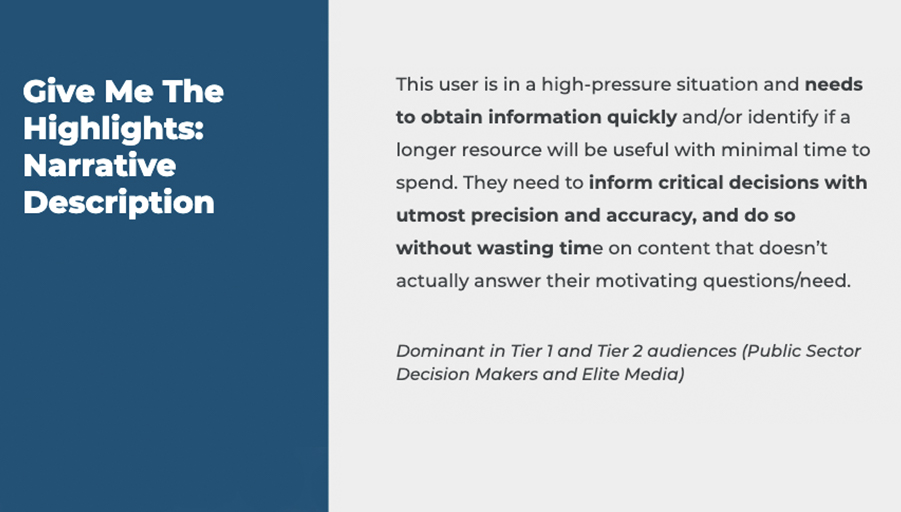 Give Me The
Highlights:
Narrative
Description
This user is in a high-pressure situation and needs
to obtain information quickly and/or identify if a
longer resource will be useful with minimal time to
spend. They need to inform critical decisions with
utmost precision and accuracy, and do so
without wasting time on content that doesn’t
actually answer their motivating questions/need.
Dominant in Tier 1 and Tier 2 audiences (Public Sector
Decision Makers and Elite Media)